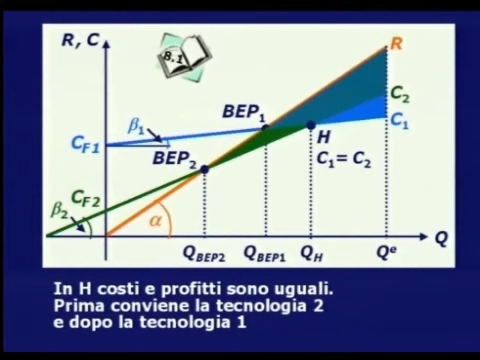 R, C
8.1
R
C2
C1
BEP1
β1
H
CF1
BEP2
C1= C2
CF2
β2
α
QBEP2 QBEP1 QH Qe Q
In H costi e profitti sono uguali.
Prima conviene la tecnologia 2
e dopo la tecnologia 1